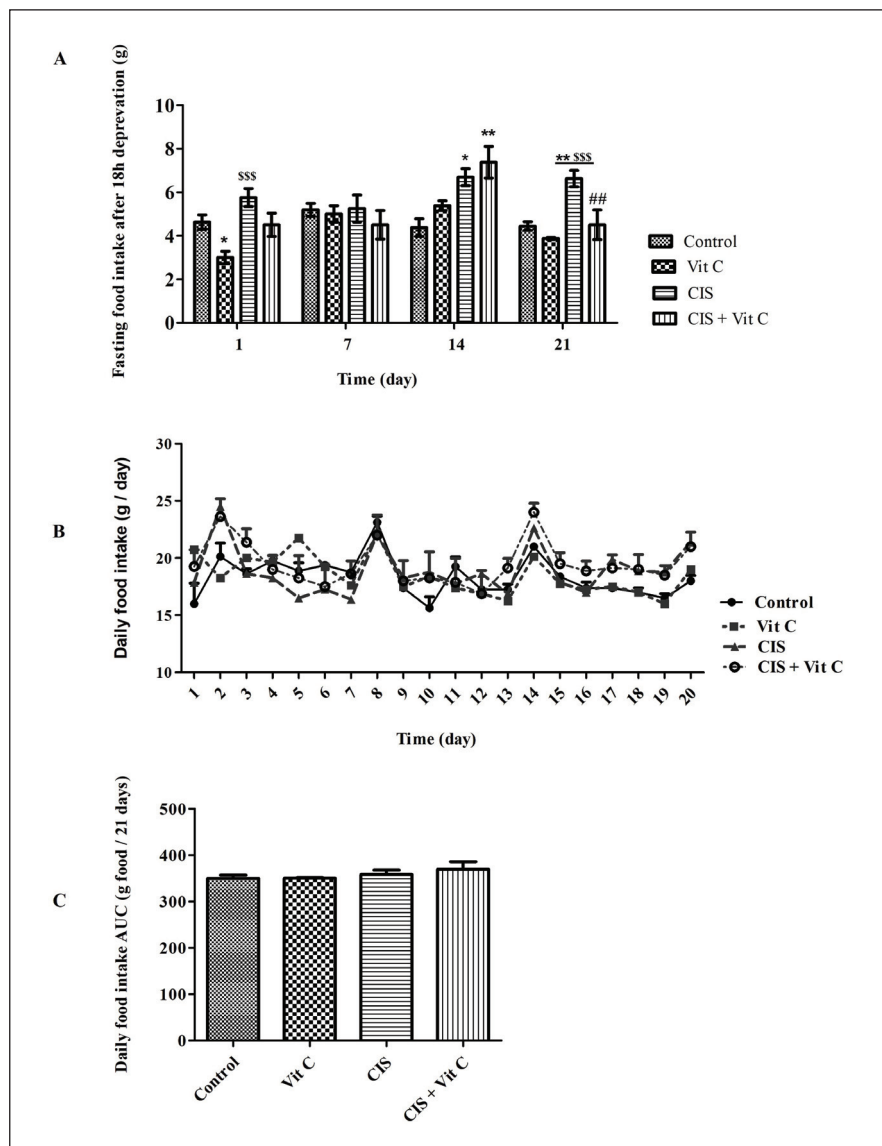 A
Fasting food intake after 18h deprevation (g)
10
8
6
4
2
0
*
$$$
*
**
** $$$
##
1 7 14 21
Time (day)
Control
Vit C
CIS
CIS + Vit C
B
Daily food intake (g / day)
30
25
20
15
10
1 2 3 4 5 6 7 8 9 10 11 12 13 14 15 16 17 18 19 20
Time (day)
Control
Vit C
CIS
CIS + Vit C
C
Daily food intake AUC (g food / 21 days)
500
400
300
200
100
0
Control
Vit C
CIS
CIS + Vit C